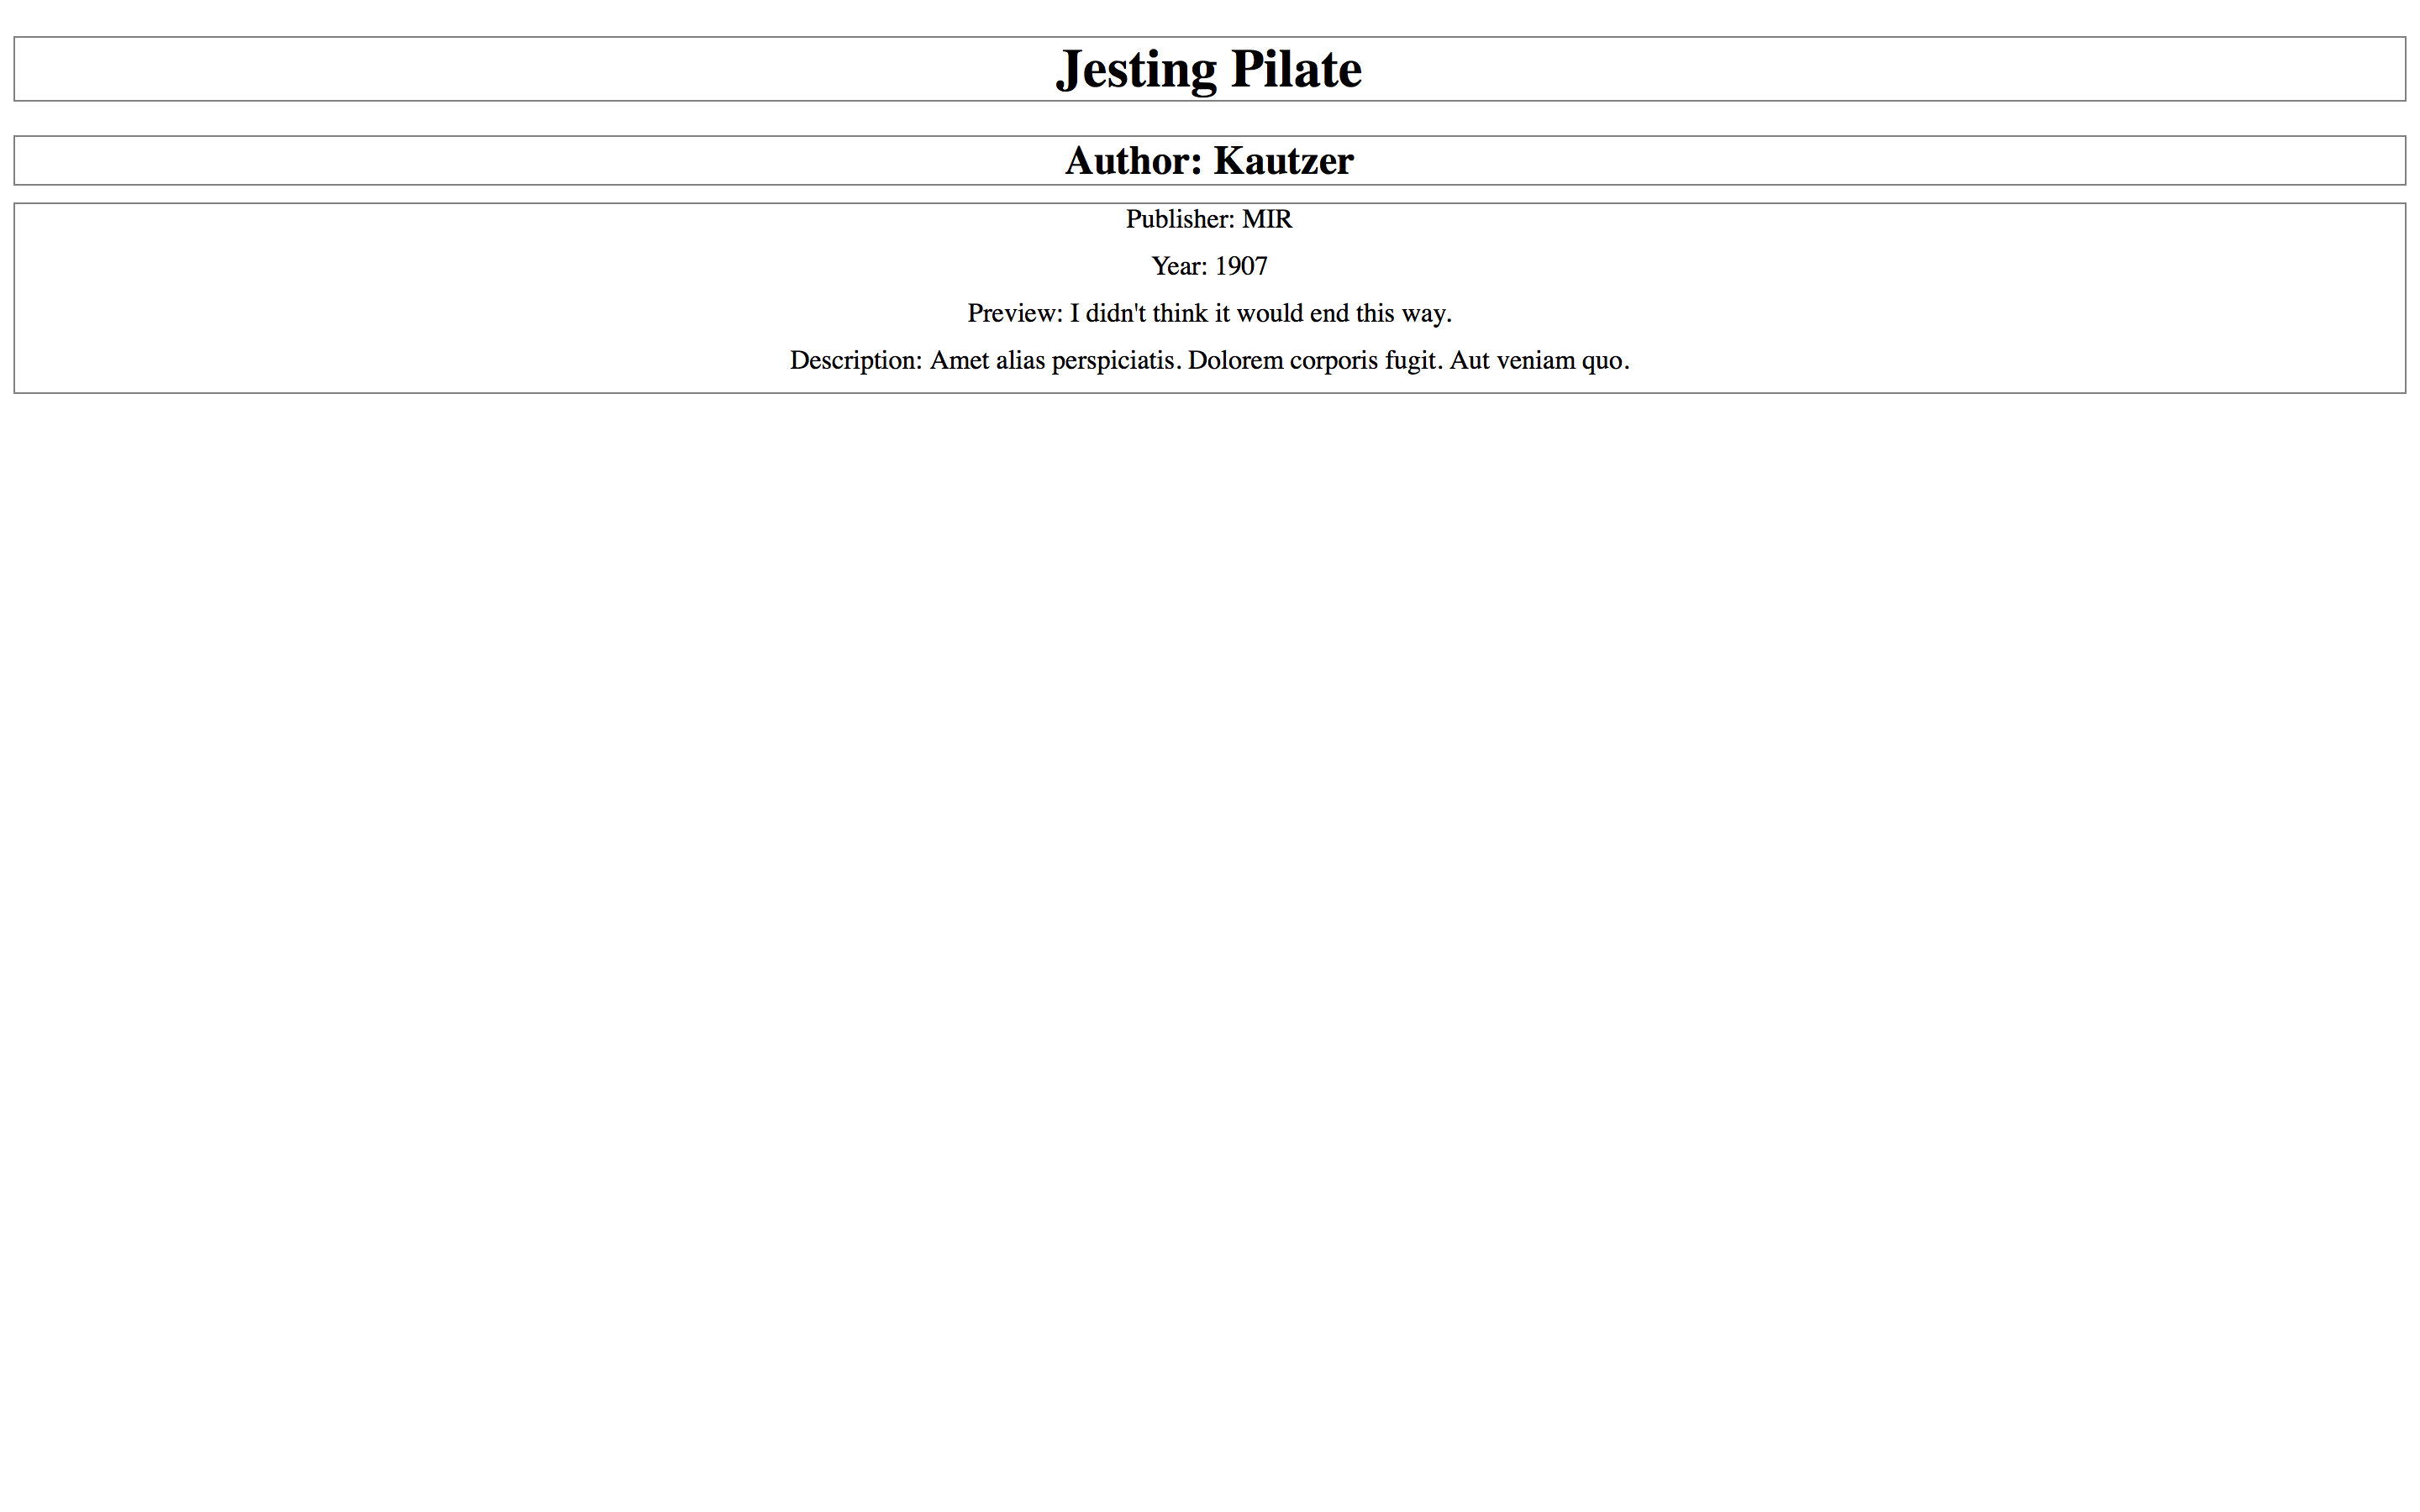 Jesting Pilate
Author: Kautzer
Publisher: MIR
Year: 1907
Preview: I didn't think it would end this way.
Description: Amet alias perspiciatis. Dolorem corporis fugit. Aut veniam quo.